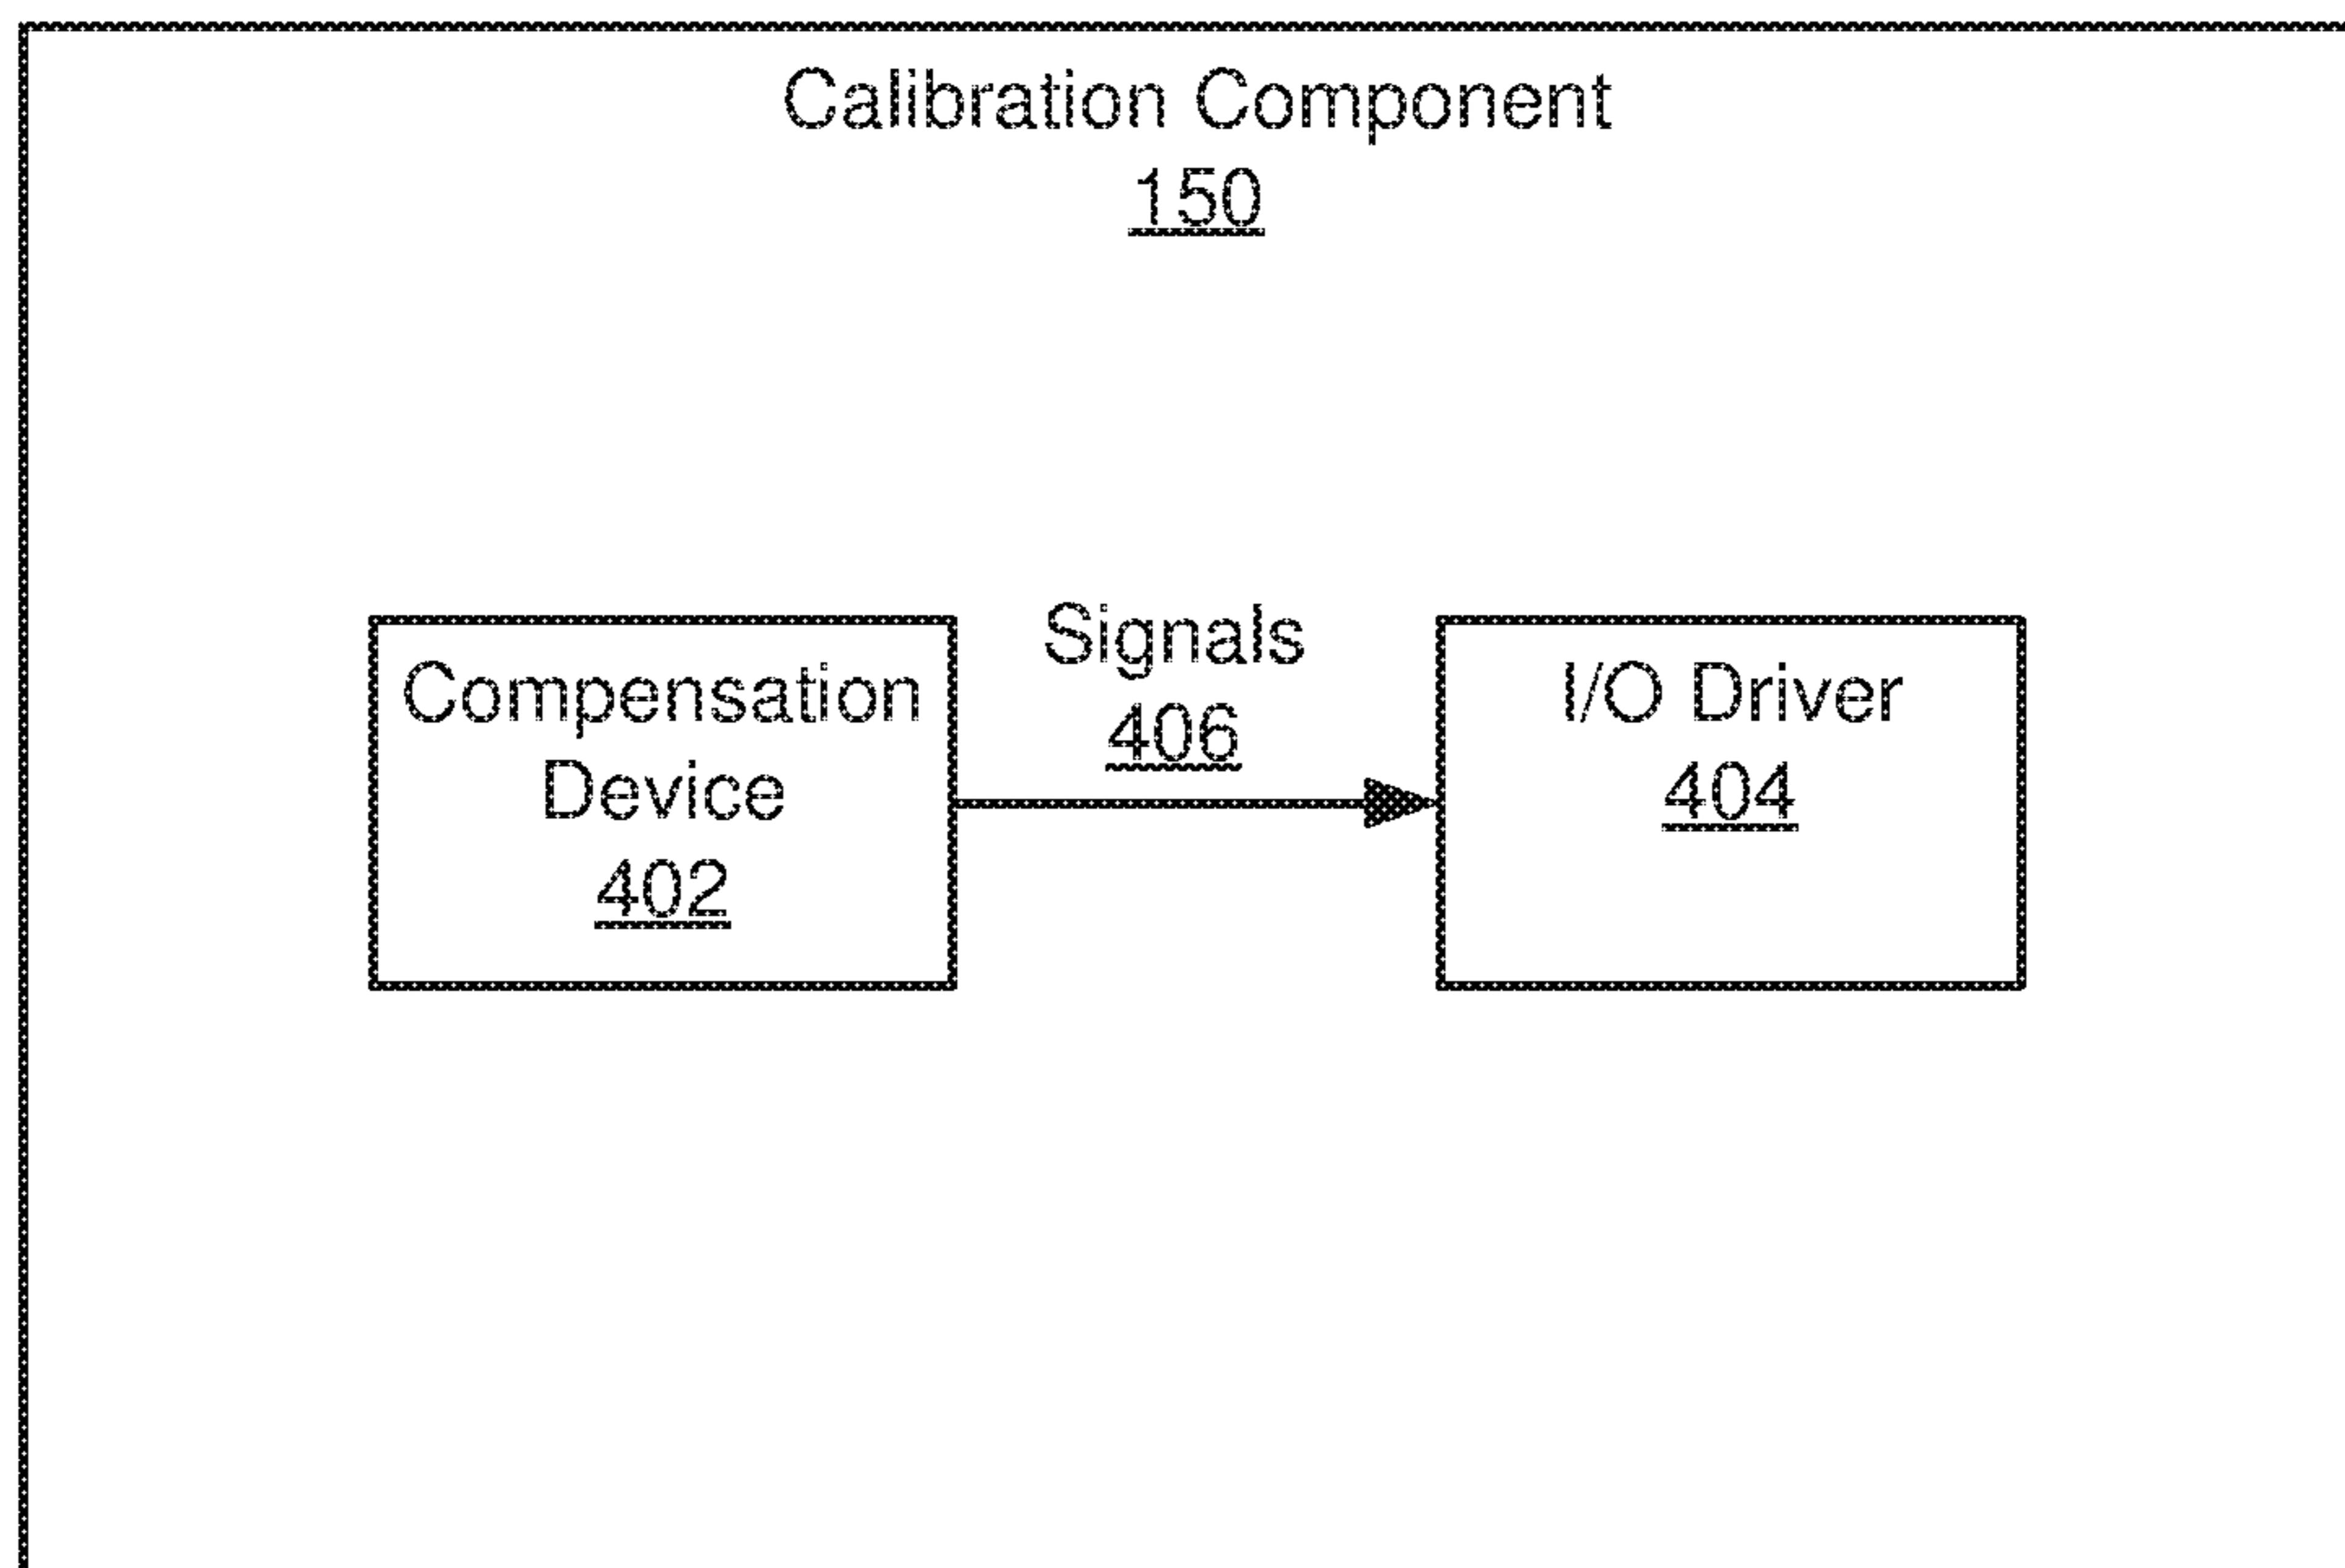 Calibration Component
150
Compensation
Device
402
Signals
406
I/O Driver
404